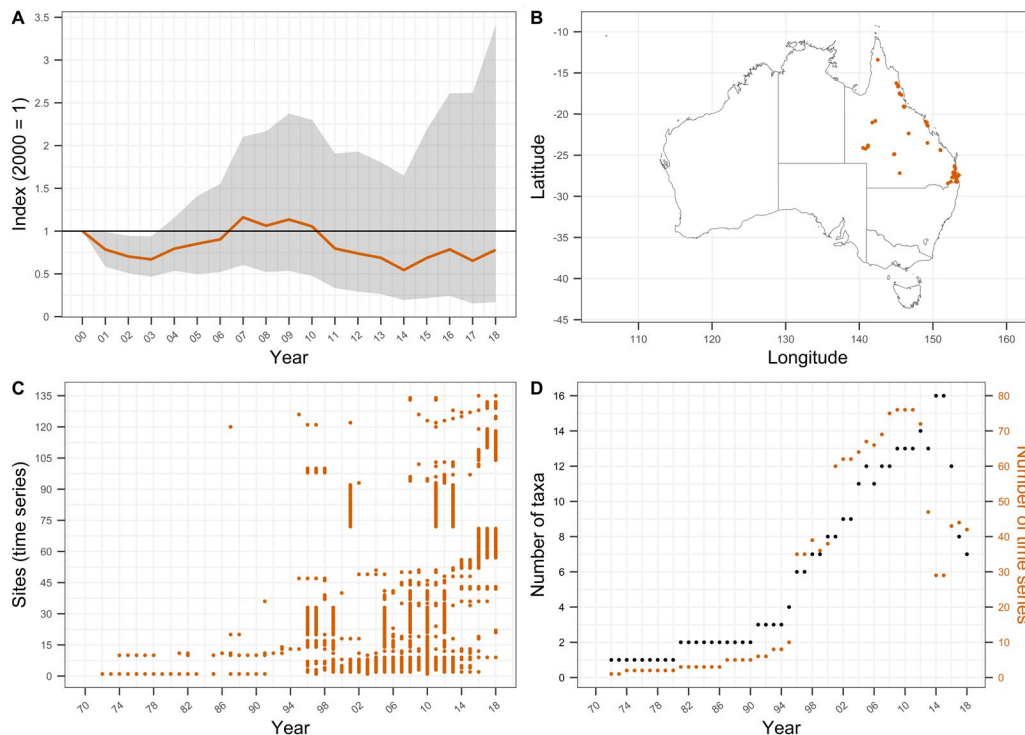 A
3.5
3
2.5
2
1.5
1
0.5
0
Index (2000 = 1)
00 01 02 03 04 05 06 07 08 09 10 11 12 13 14 15 16 17 18
Year
B
-10
-15
-20
-25
-30
-35
-40
-45
Latitude
110 120 130 140 150 160
Longitude
C
135
120
105
90
75
60
45
30
15
0
Sites (time series)
70 74 78 82 86 90 94 98 02 06 10 14 18
Year
D
16
14
12
10
8
6
4
2
0
Number of taxa
80
70
60
50
40
30
20
10
0
Number of time series
70 74 78 82 86 90 94 98 02 06 10 14 18
Year